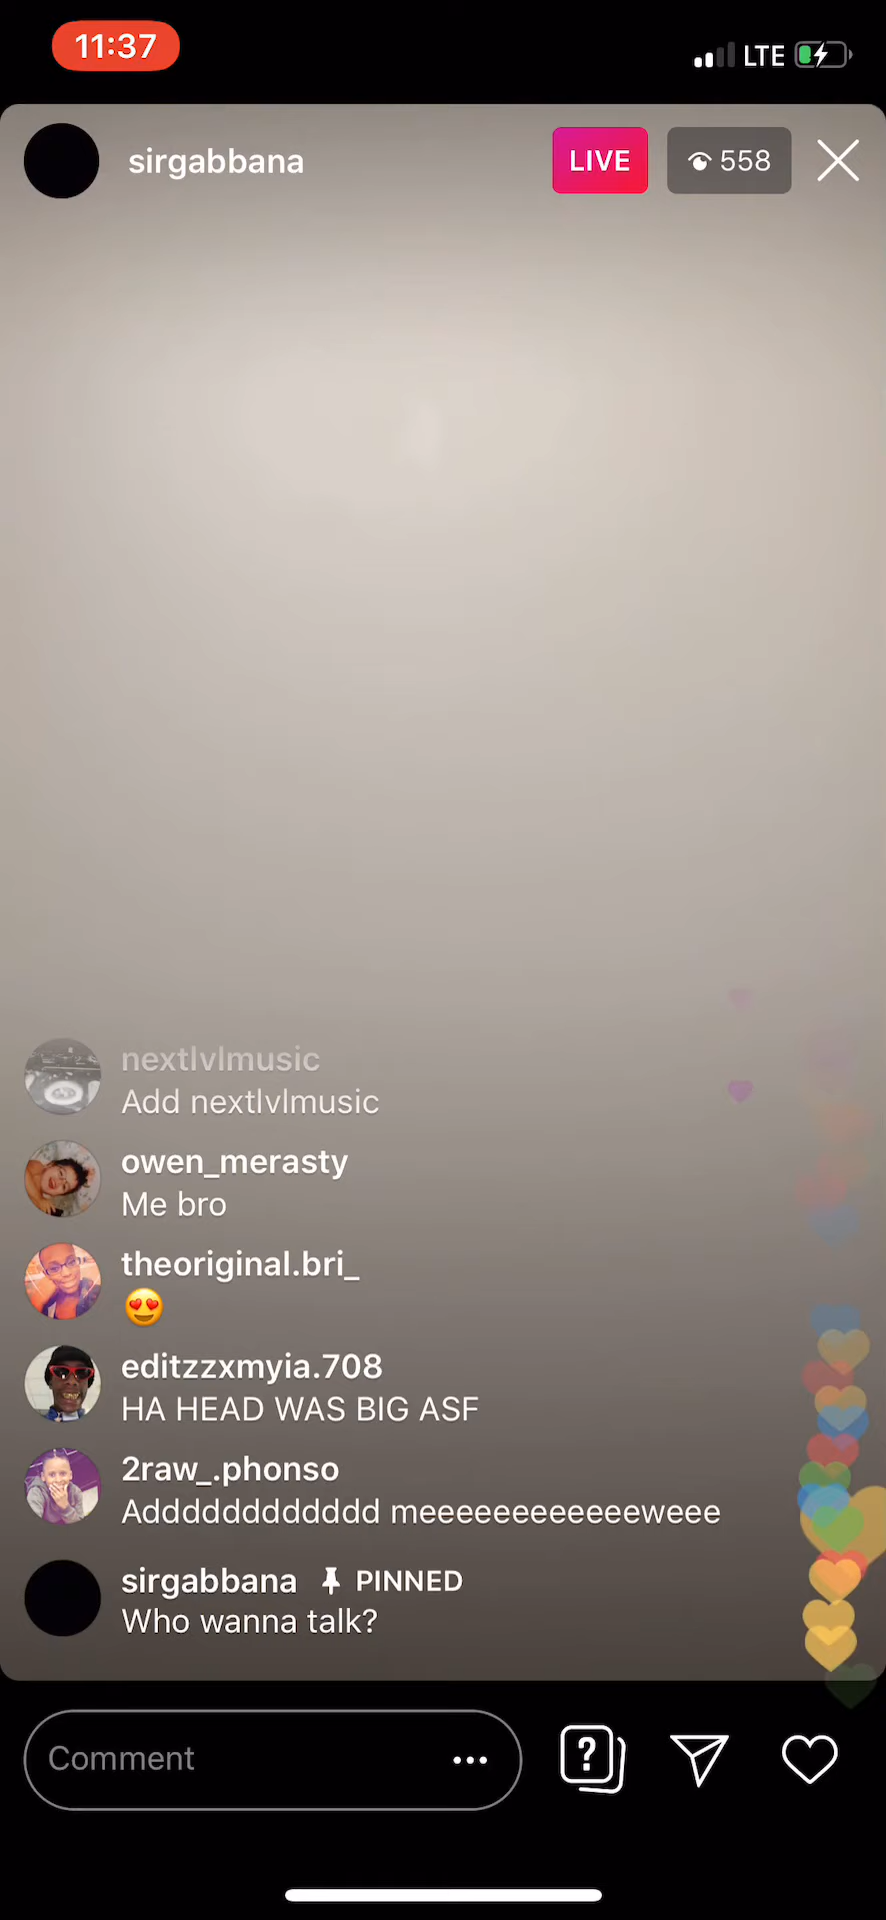 11:37
LTE
sirgabbana
LIVE
558
nextlvlmusic
Add nextlvlmusic
owen_merasty
Me bro
theoriginal.bri_
😍
editzzxmyia.708
HA HEAD WAS BIG ASF
2raw_.phonso
Adddddddddddd meeeeeeeeeeeeweee
sirgabbana PINNED
Who wanna talk?
Comment
?